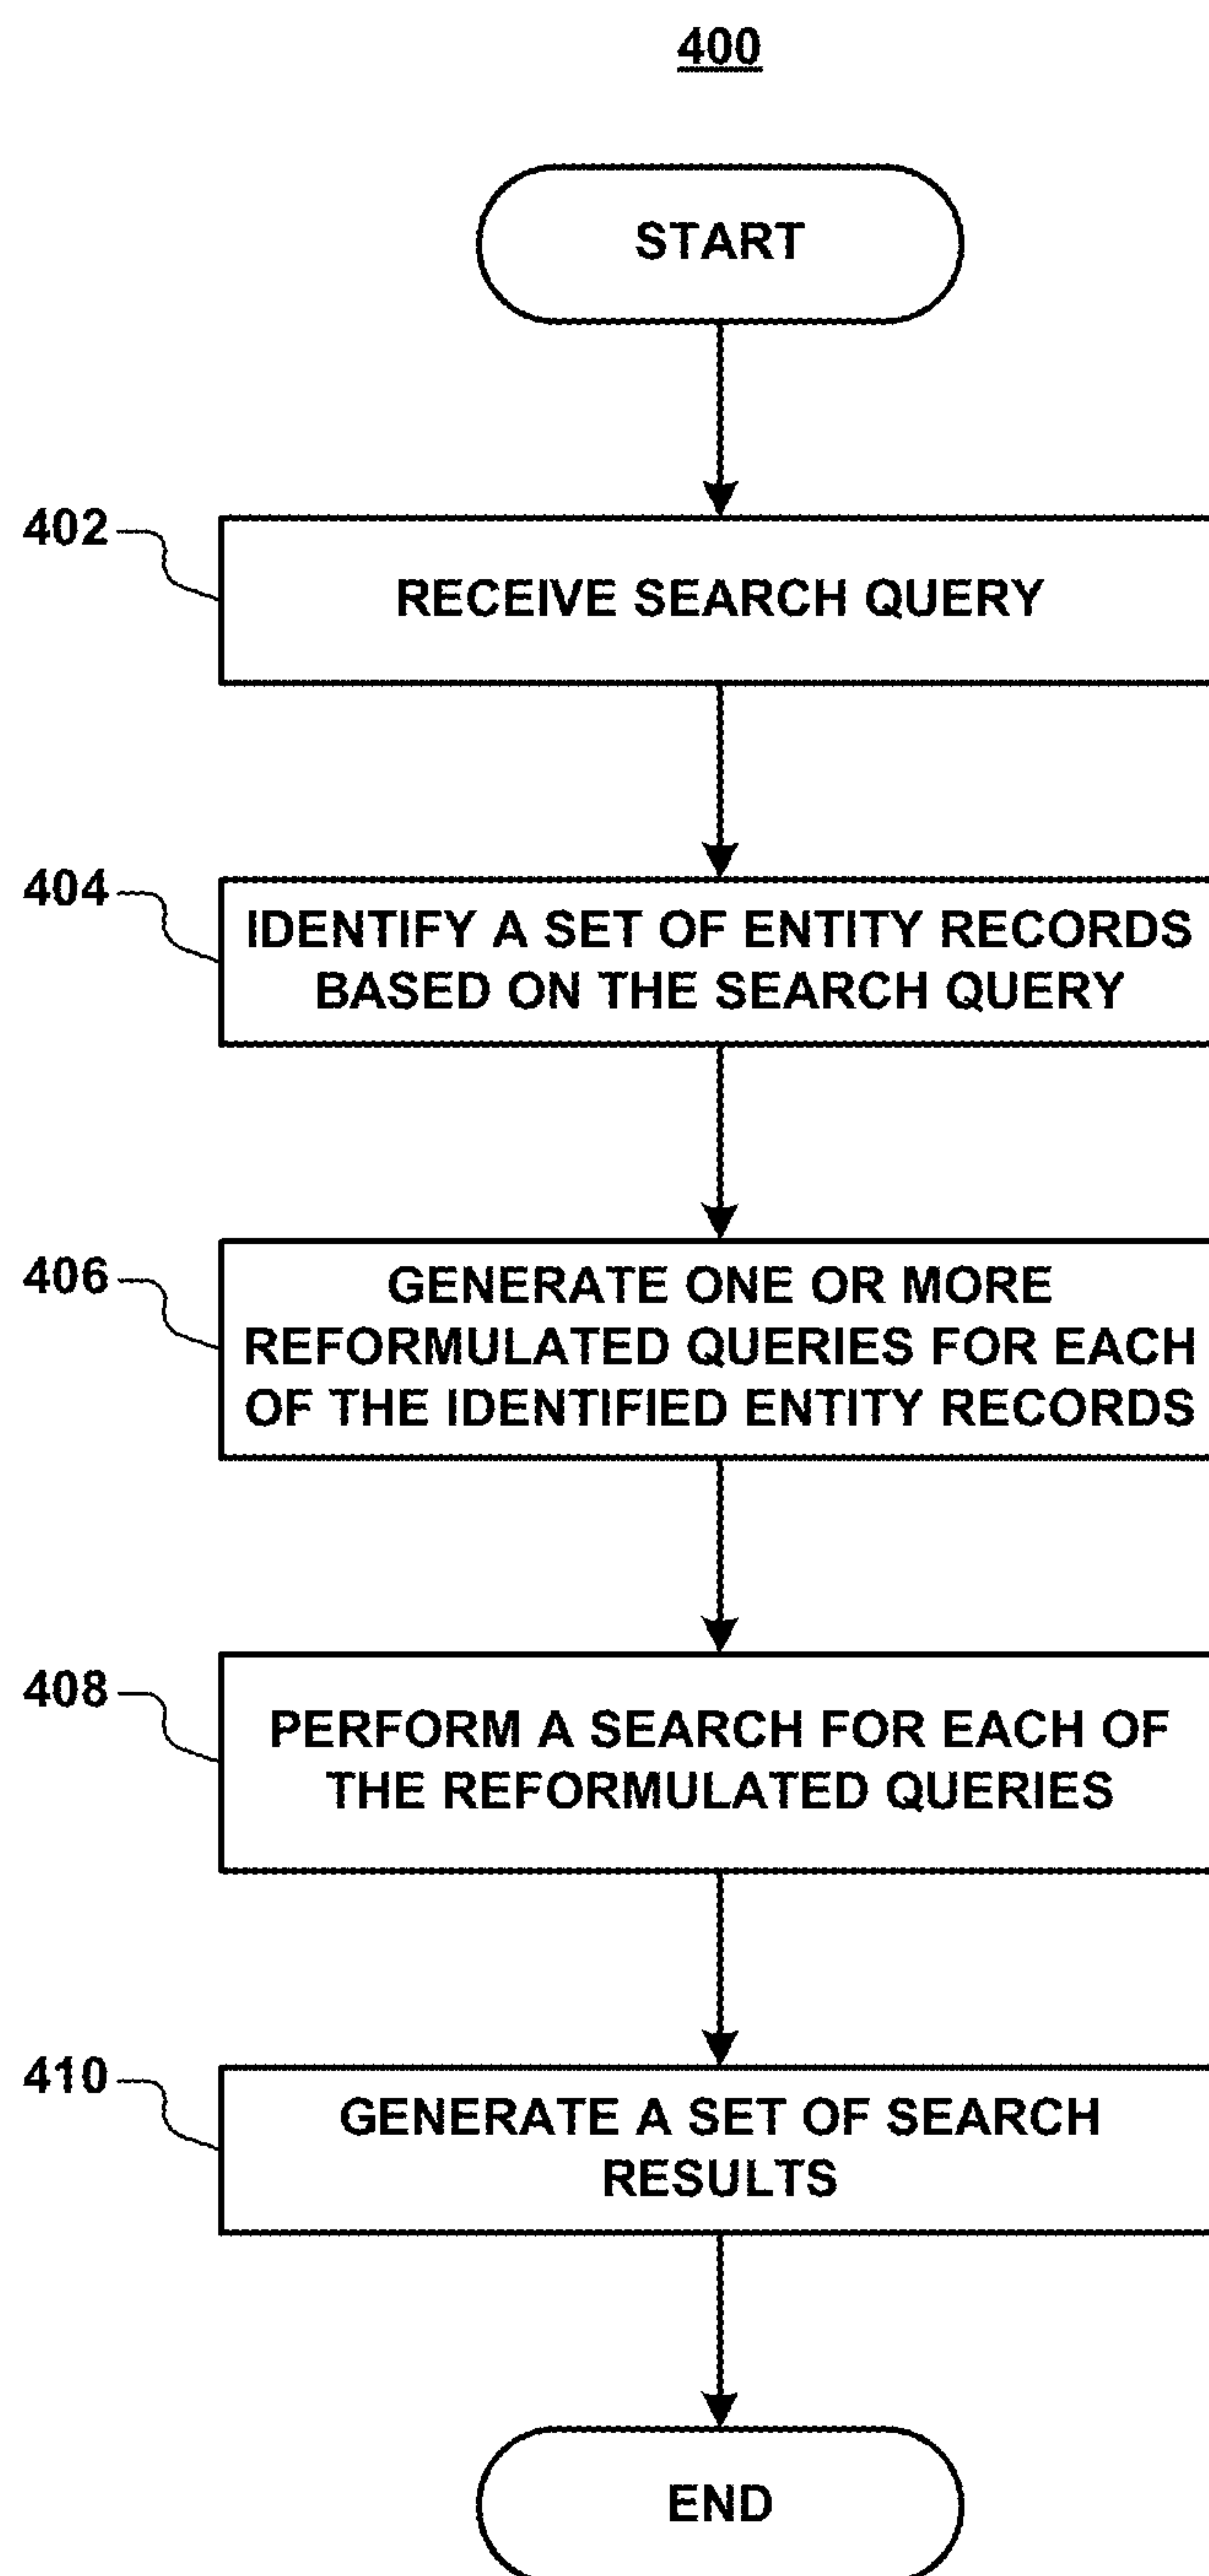 400
START
402
RECEIVE SEARCH QUERY
404
IDENTIFY A SET OF ENTITY RECORDS
BASED ON THE SEARCH QUERY
406
GENERATE ONE OR MORE
REFORMULATED QUERIES FOR EACH
OF THE IDENTIFIED ENTITY RECORDS
408
PERFORM A SEARCH FOR EACH OF
THE REFORMULATED QUERIES
410
GENERATE A SET OF SEARCH
RESULTS
END